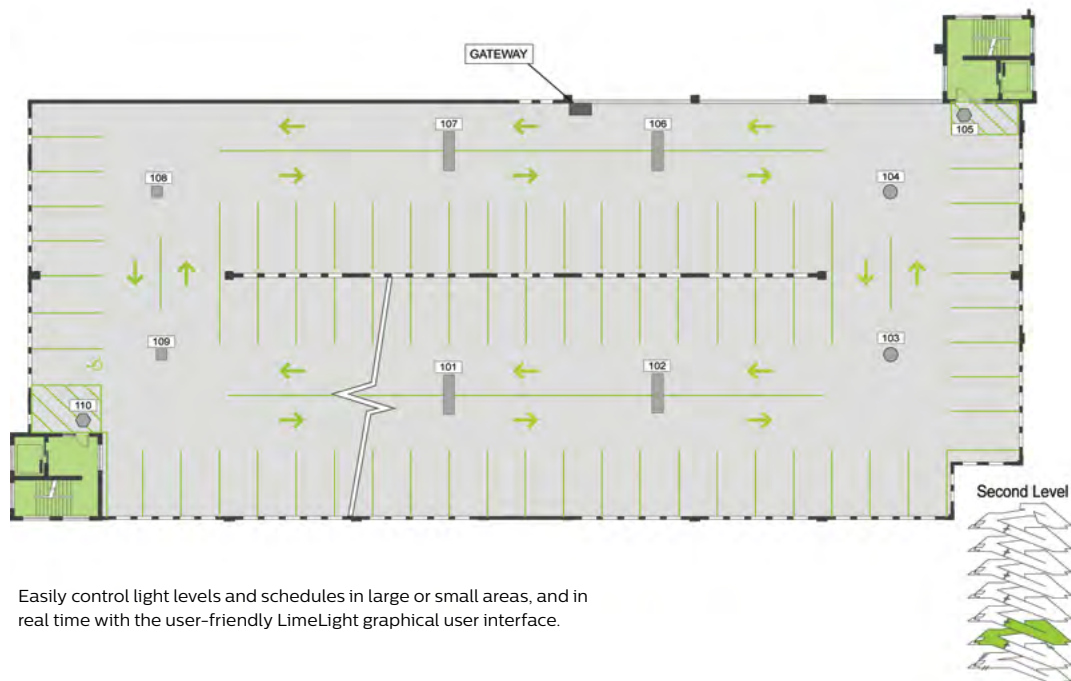 GATEWAY
107
106
105
108
104
109
103
101
102
110
Second Level
Easily control light levels and schedules in large or small areas, and in
real time with the user-friendly LimeLight graphical user interface.